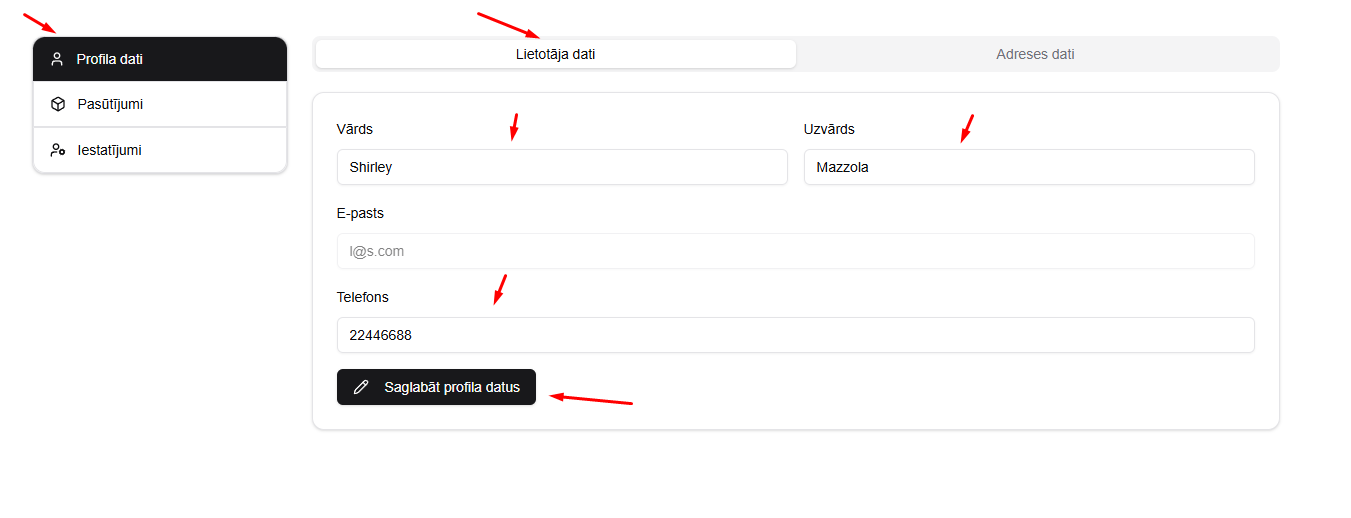 Profila dati
Pasūtījumi
Iestatījumi
Lietotāja dati
Adreses dati
Vārds
Uzvārds
Shirley
Mazzola
E-pasts
l@s.com
Telefons
22446688
Saglabāt profila datus